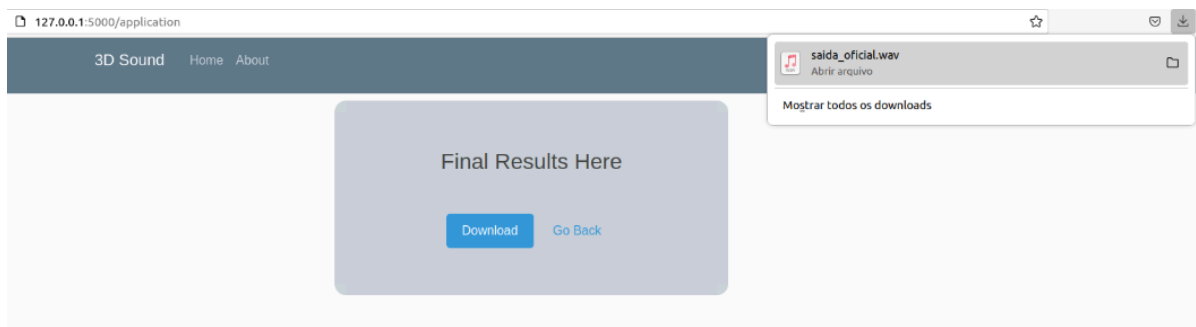 127.0.0.1:5000/application
3D Sound Home About
saida_oficial.wav
Abrir arquivo
Mostrar todos os downloads
Final Results Here
Download Go Back